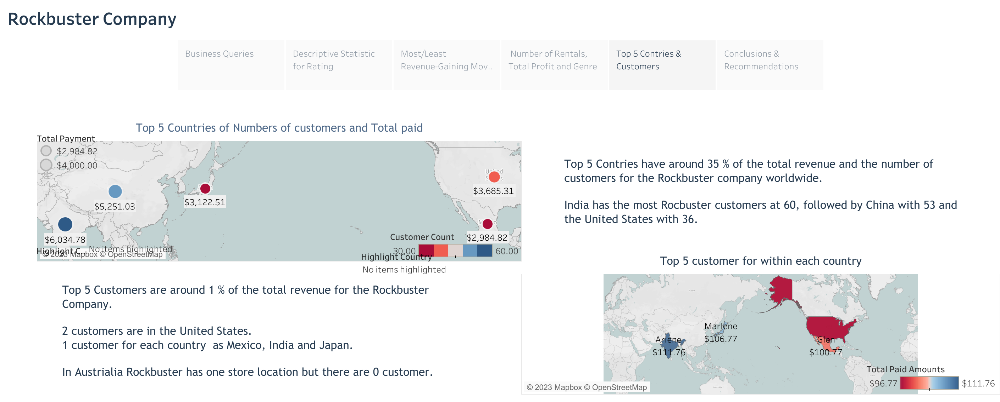 Rockbuster Company
Business Queries
Descriptive Statistic
for Rating
Most/Least
Revenue-Gaining Mov..
Number of Rentals,
Total Profit and Genre
Top 5 Contries &
Customers
Conclusions &
Recommendations
Top 5 Countries of Numbers of customers and Total paid
Total Payment
$2,984.82
$4,000.00
$5,251.03
$3,122.51
$6,034.78
United
$3,685.31
$2,984.82
Customer Count
30.00
60.00
Highlight C..
No items highlighted
© 2023 Mapbox © OpenStreetMap
Highlight Country
No items highlighted
Top 5 Contries have around 35 % of the total revenue and the number of
customers for the Rockbuster company worldwide.
India has the most Rocbuster customers at 60, followed by China with 53 and
the United States with 36.
Top 5 Customers are around 1 % of the total revenue for the Rockbuster
Company.
2 customers are in the United States.
1 customer for each country  as Mexico, India and Japan.
In Austrialia Rockbuster has one store location but there are 0 customer.
Top 5 customer for within each country
Marlene
$106.77
Arlene
$111.76
Glen
$100.77
Total Paid Amounts
$96.77
$111.76
© 2023 Mapbox © OpenStreetMap